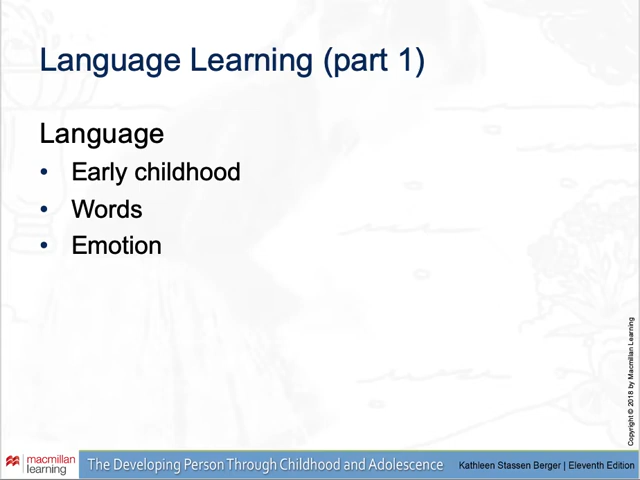 Language Learning (part 1)
Language
• Early childhood
• Words
• Emotion
Copyright © 2018 by Macmillan Learning
macmillan
learning
The Developing Person Through Childhood and Adolescence
Kathleen Stassen Berger | Eleventh Edition